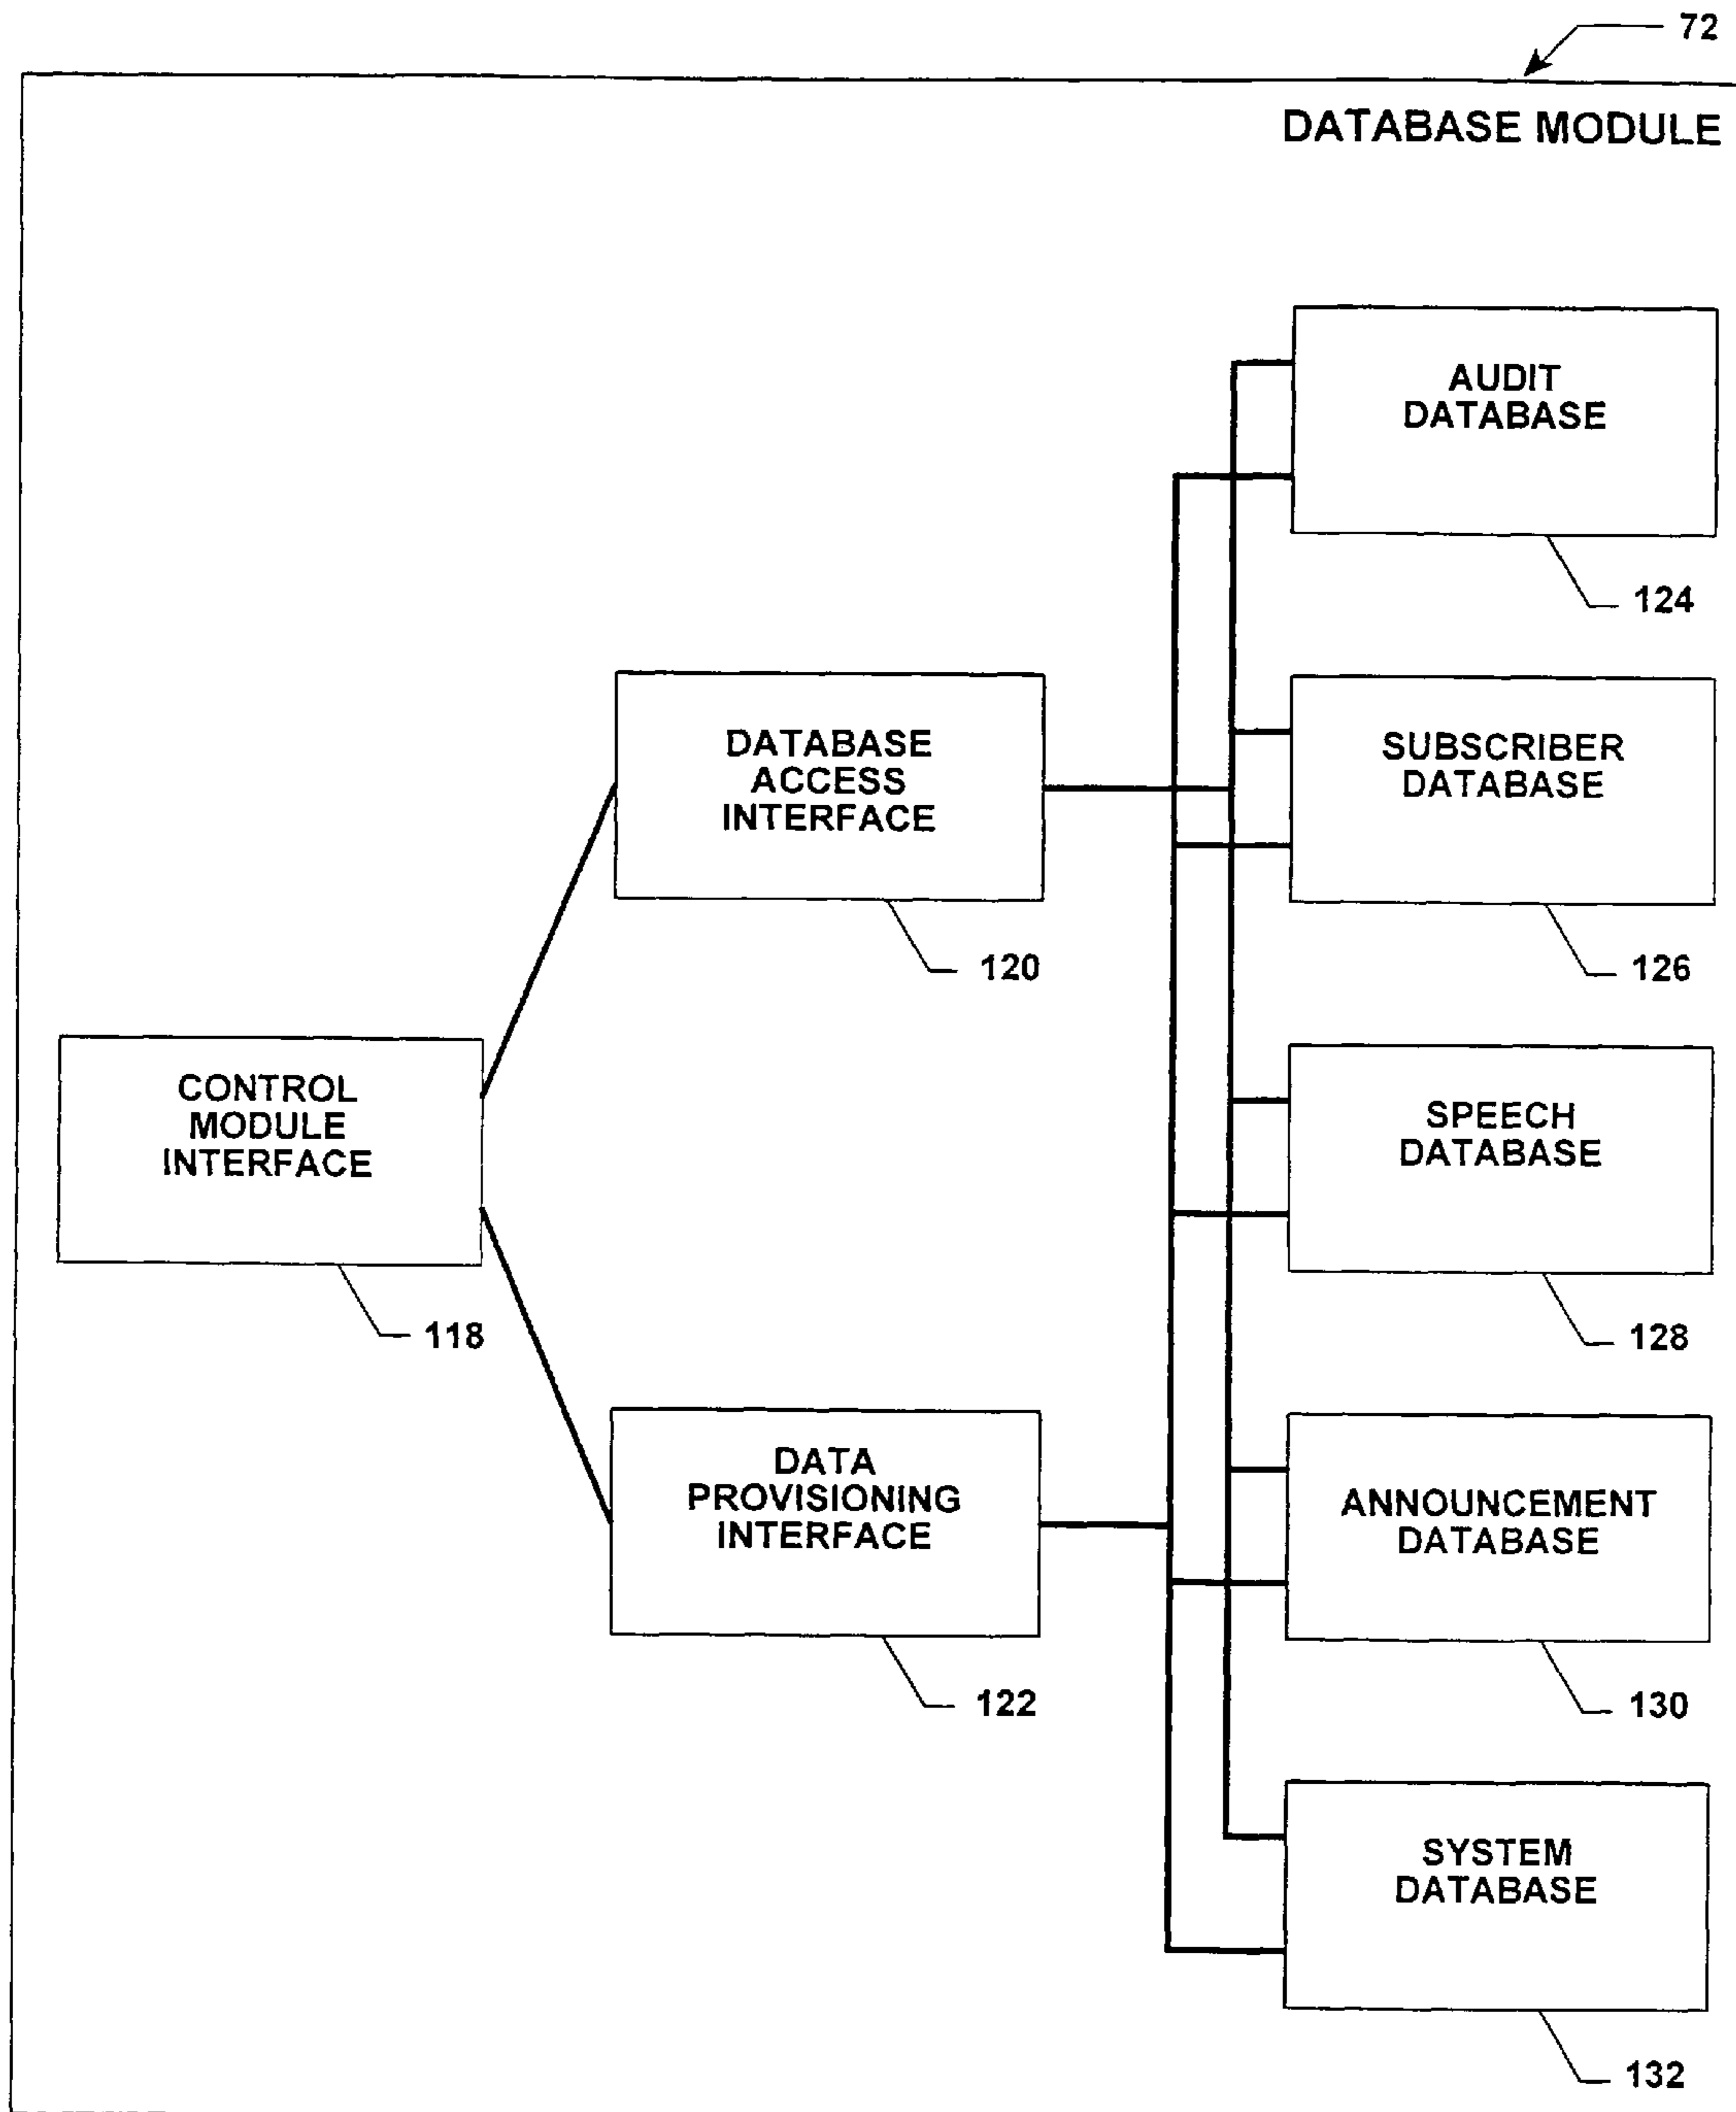 72
DATABASE MODULE
AUDIT
DATABASE
124
DATABASE
ACCESS
INTERFACE
120
SUBSCRIBER
DATABASE
126
CONTROL
MODULE
INTERFACE
118
SPEECH
DATABASE
128
DATA
PROVISIONING
INTERFACE
122
ANNOUNCEMENT
DATABASE
130
SYSTEM
DATABASE
132